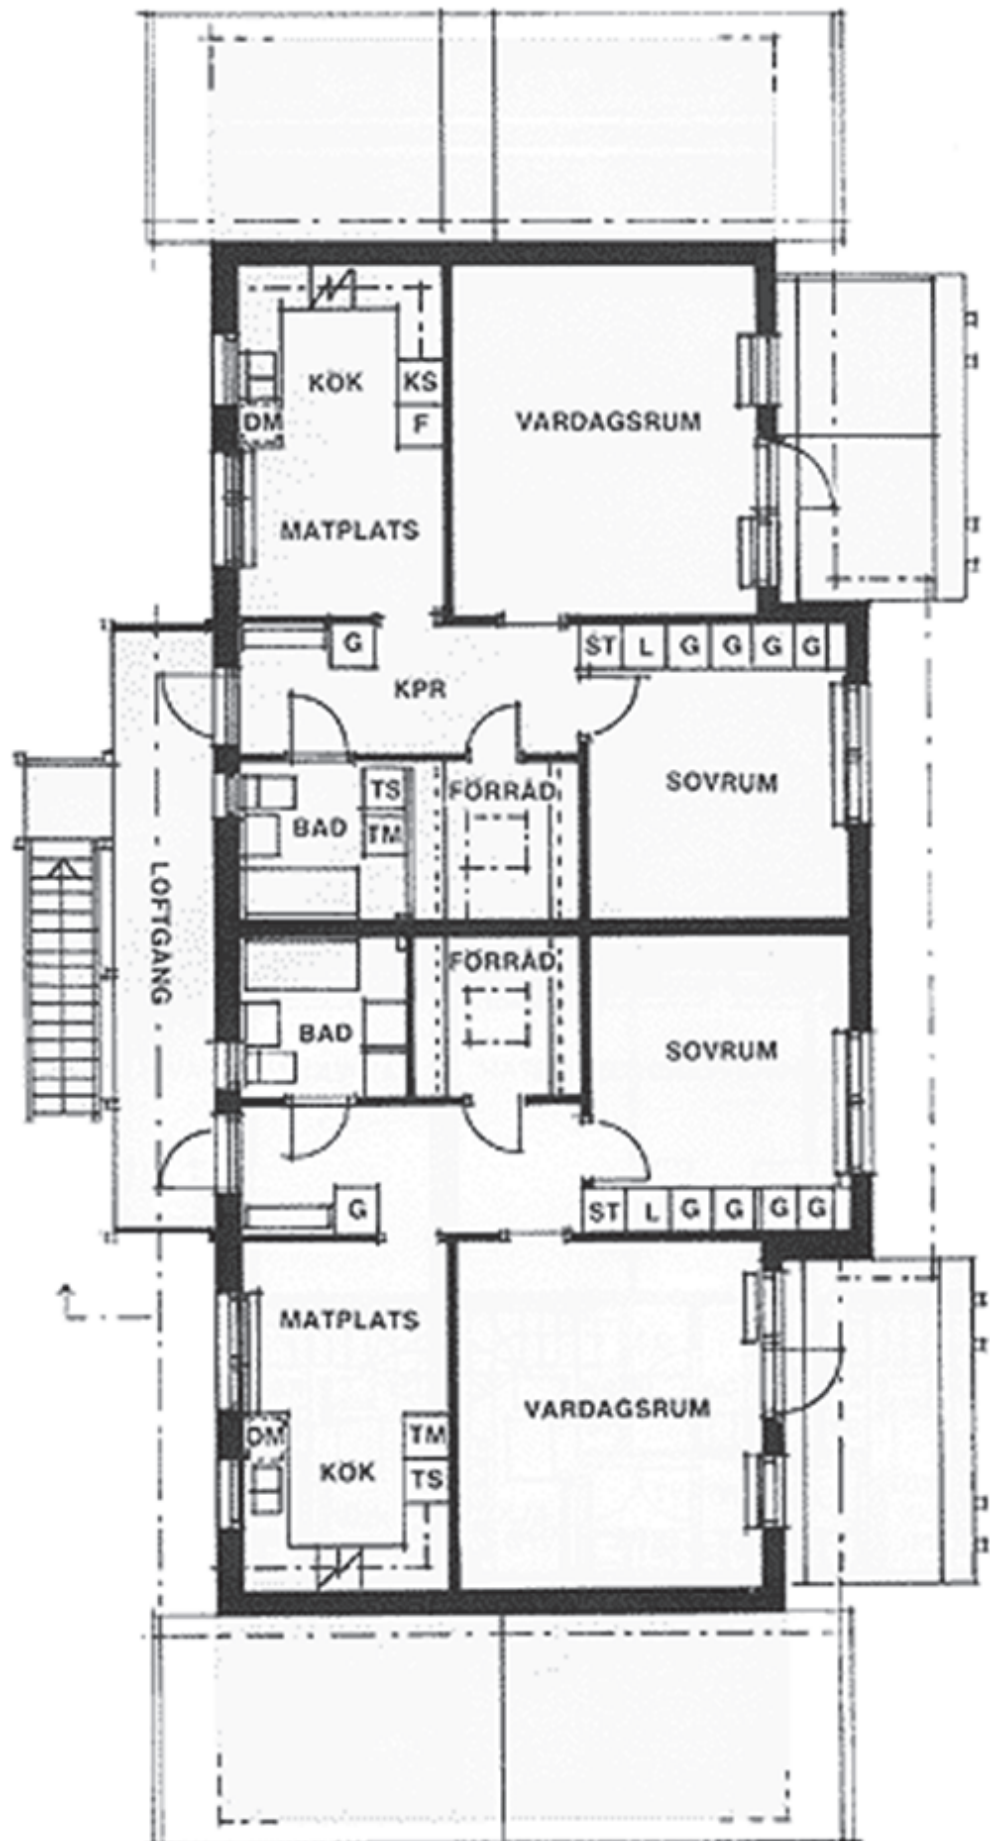 KÖK
KS
DM
F
VARDAGSRUM
MATPLATS
G
ST L G G G G
KPR
SOVRUM
TS
FÖRRÅD
BAD
TM
LOFTGÅNG
FÖRRÅD
BAD
SOVRUM
G
ST L G G G G
MATPLATS
VARDAGSRUM
DM
TM
KÖK
TS